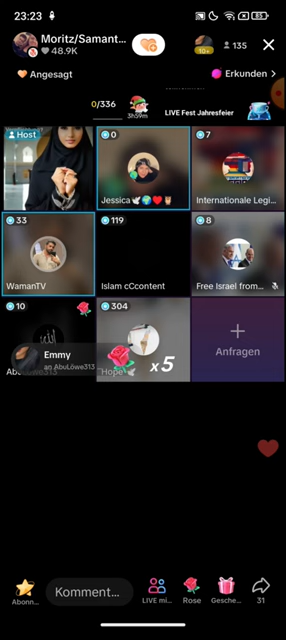 23:23
85
Moritz/Samant...
48.9K
10+
135
Angesagt
Erkunden >
0/336
3h59m
LIVE Fest Jahresfeier
Host
0
7
Jessica
Internationale Legi...
33
119
8
WamanTV
Islam cCcontent
Free Israel from...
10
304
Emmy
an AbuLöwe313
x5
Hope
+
Anfragen
Komment...
Abonn...
LIVE mi...
Rose
Gesche...
31